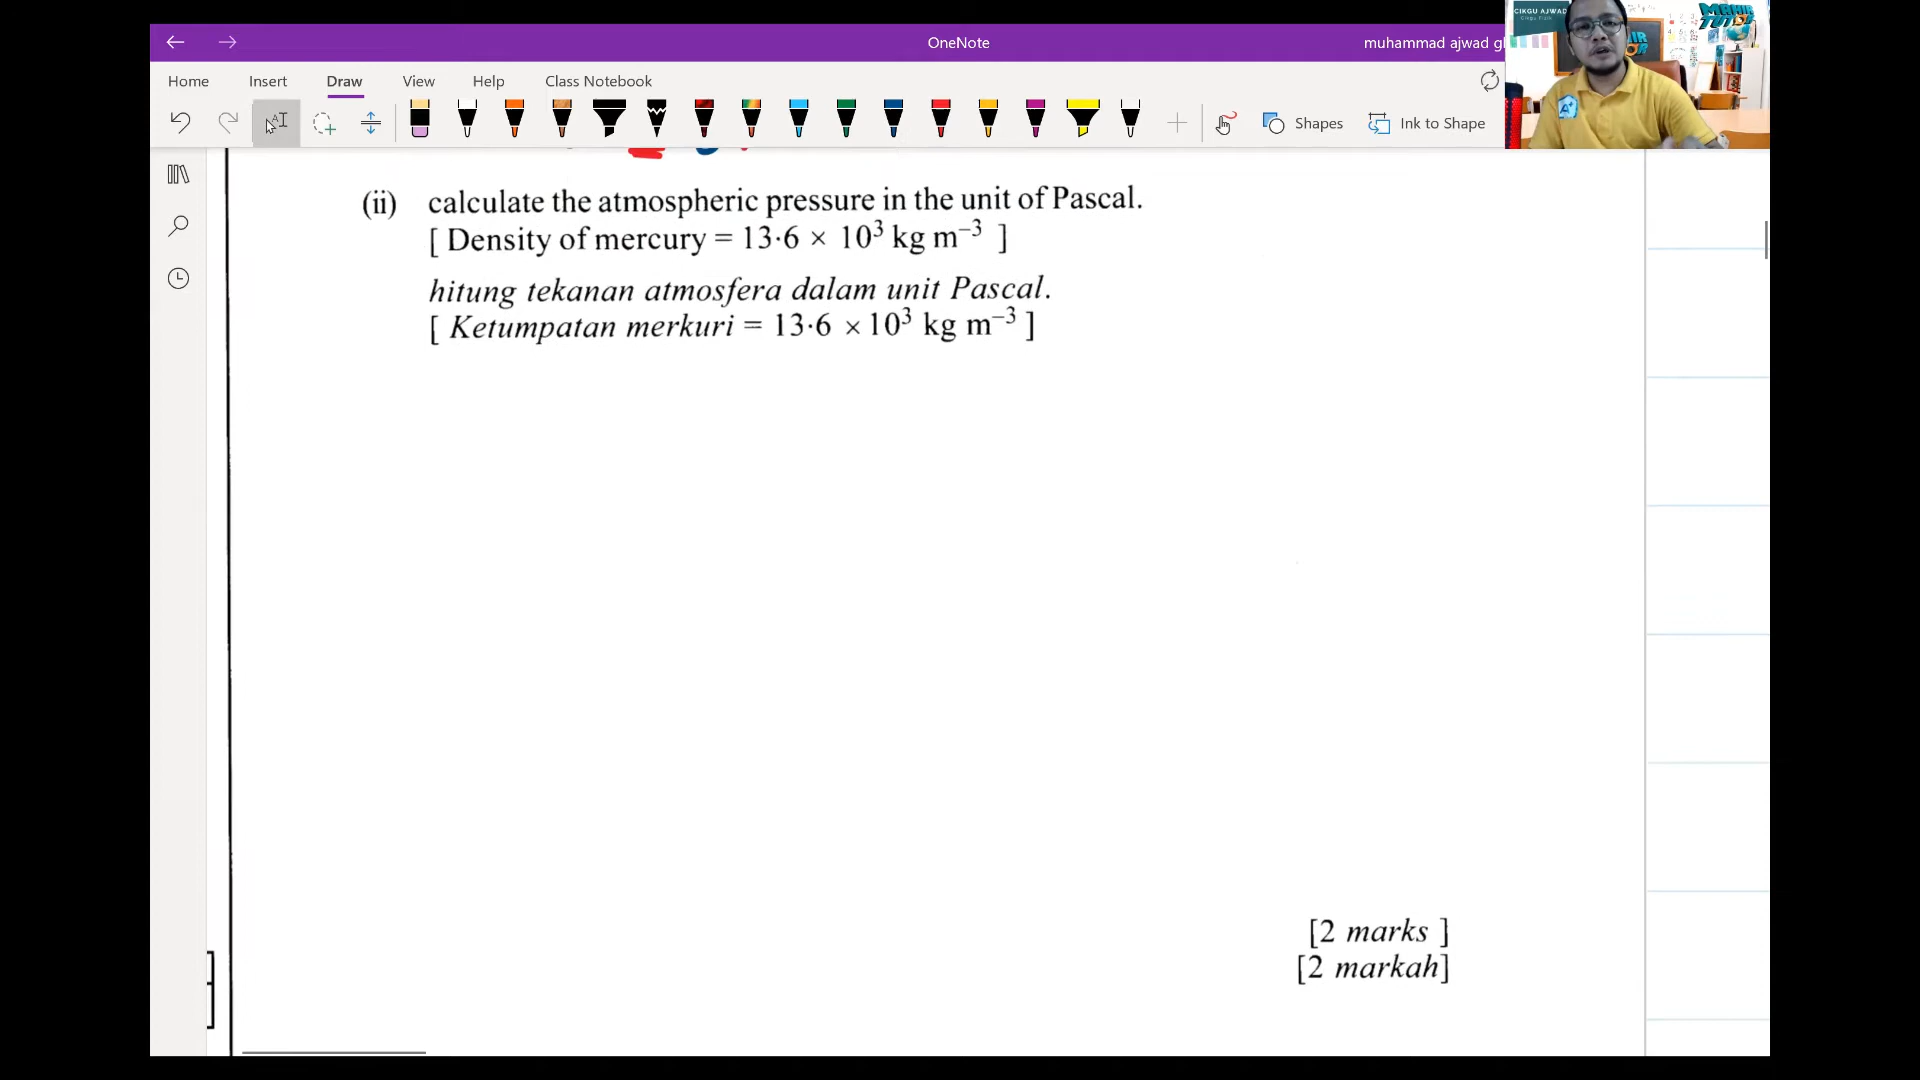 OneNote
muhammad ajwad g
CIKGU AJWAD
Home Insert Draw View Help Class Notebook
Shapes Ink to Shape
(ii) calculate the atmospheric pressure in the unit of Pascal.
[ Density of mercury = 13·6 × 10³ kg m⁻³ ]
hitung tekanan atmosfera dalam unit Pascal.
[ Ketumpatan merkuri = 13·6 × 10³ kg m⁻³ ]
[2 marks ]
[2 markah]